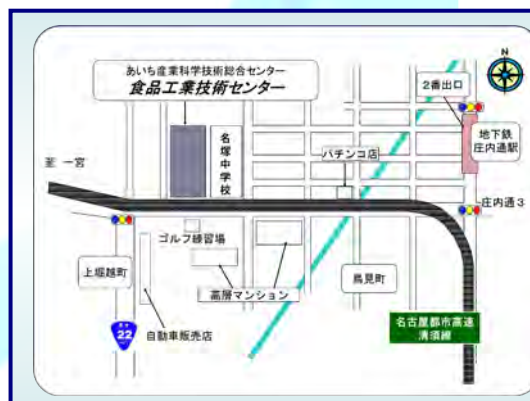 あいち産業科学技術総合センター
食品工業技術センター
2番出口
地下鉄
庄内通駅
名塚中学校
パチンコ店
至 一宮
庄内通3
ゴルフ練習場
上堀越町
高層マンション
鳥見町
自動車販売店
22
名古屋都市高速
清須線